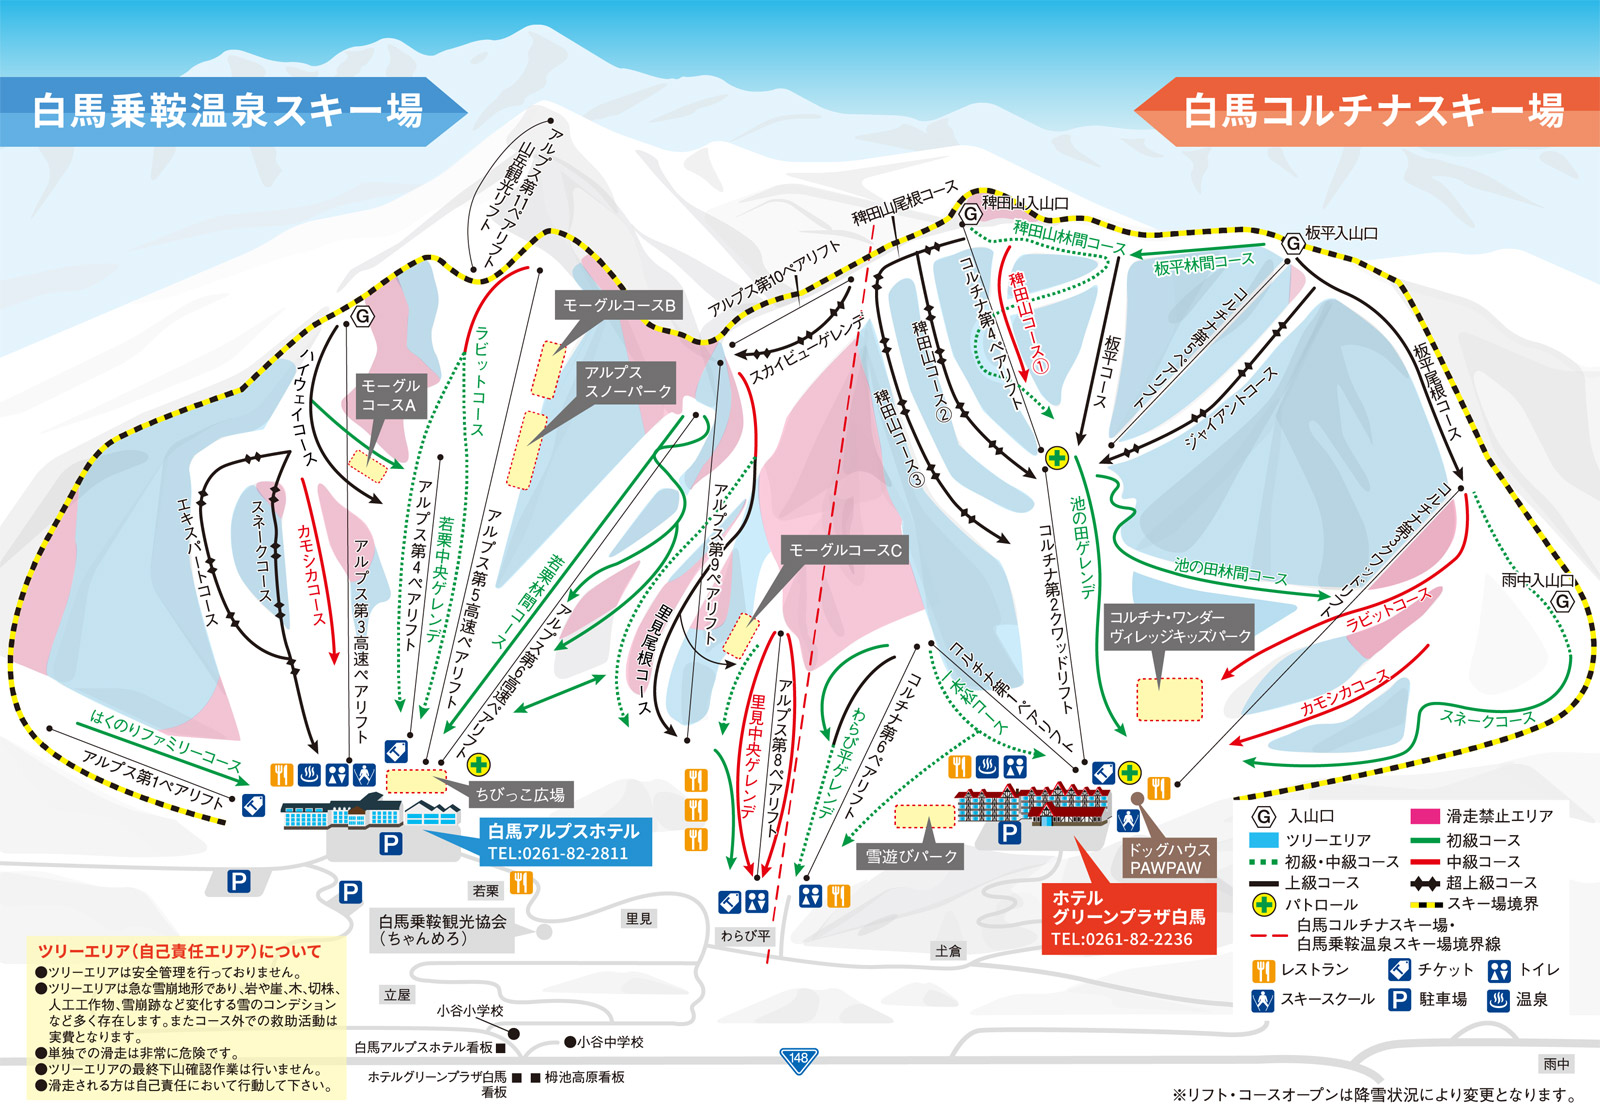 白馬乗鞍温泉スキー場
白馬コルチナスキー場
アルプス第11ペアリフト
山岳観光リフト
稗田山尾根コース
稗田山入山口
稗田山林間コース
板平入山口
板平林間コース
アルプス第10ペアリフト
スカイビューゲレンデ
モーグルコースB
アルプス
スノーパーク
モーグル
コースA
ラビットコース
ハイウェイコース
エキスパートコース
スネークコース
カモシカコース
アルプス第3高速ペアリフト
アルプス第4ペアリフト
若栗中央ゲレンデ
アルプス第5高速ペアリフト
若栗林間コース
アルプス第6高速ペアリフト
里見尾根コース
アルプス第9ペアリフト
モーグルコースC
里見中央ゲレンデ
アルプス第8ペアリフト
はくのりファミリーコース
アルプス第1ペアリフト
ちびっこ広場
稗田山コース①
稗田山コース②
稗田山コース③
コルチナ第4ペアリフト
板平コース
コルチナ第5ペアリフト
ジャイアントコース
板平尾根コース
コルチナ第3クワッドリフト
コルチナ第2クワッドリフト
池の田ゲレンデ
池の田林間コース
雨中入山口
コルチナ・ワンダー
ヴィレッジキッズパーク
ラビットコース
カモシカコース
スネークコース
コルチナ第1ペアリフト
一本松コース
コルチナ第6ペアリフト
わらび平ゲレンデ
雪遊びパーク
ドッグハウス
PAWPAW
白馬アルプスホテル
TEL:0261-82-2811
ホテル
グリーンプラザ白馬
TEL:0261-82-2236
G
G
G
G
P
P
P
P
若栗
里見
わらび平
白馬乗鞍観光協会
（ちゃんめろ）
立屋
小谷小学校
白馬アルプスホテル看板
小谷中学校
ホテルグリーンプラザ白馬
看板
栂池高原看板
148
雨中
G 入山口
滑走禁止エリア
ツリーエリア
初級コース
初級・中級コース
中級コース
上級コース
超上級コース
パトロール
スキー場境界
白馬コルチナスキー場・
白馬乗鞍温泉スキー場境界線
レストラン
チケット
トイレ
スキースクール
P 駐車場
温泉
ツリーエリア（自己責任エリア）について
●ツリーエリアは安全管理を行っておりません。
●ツリーエリアは急な雪崩地形であり、岩や崖、木、切株、
人工工作物、雪崩跡など変化する雪のコンデション
など多く存在します。またコース外での救助活動は
実費となります。
●単独での滑走は非常に危険です。
●ツリーエリアの最終下山確認作業は行いません。
●滑走される方は自己責任において行動して下さい。
※リフト・コースオープンは降雪状況により変更となります。